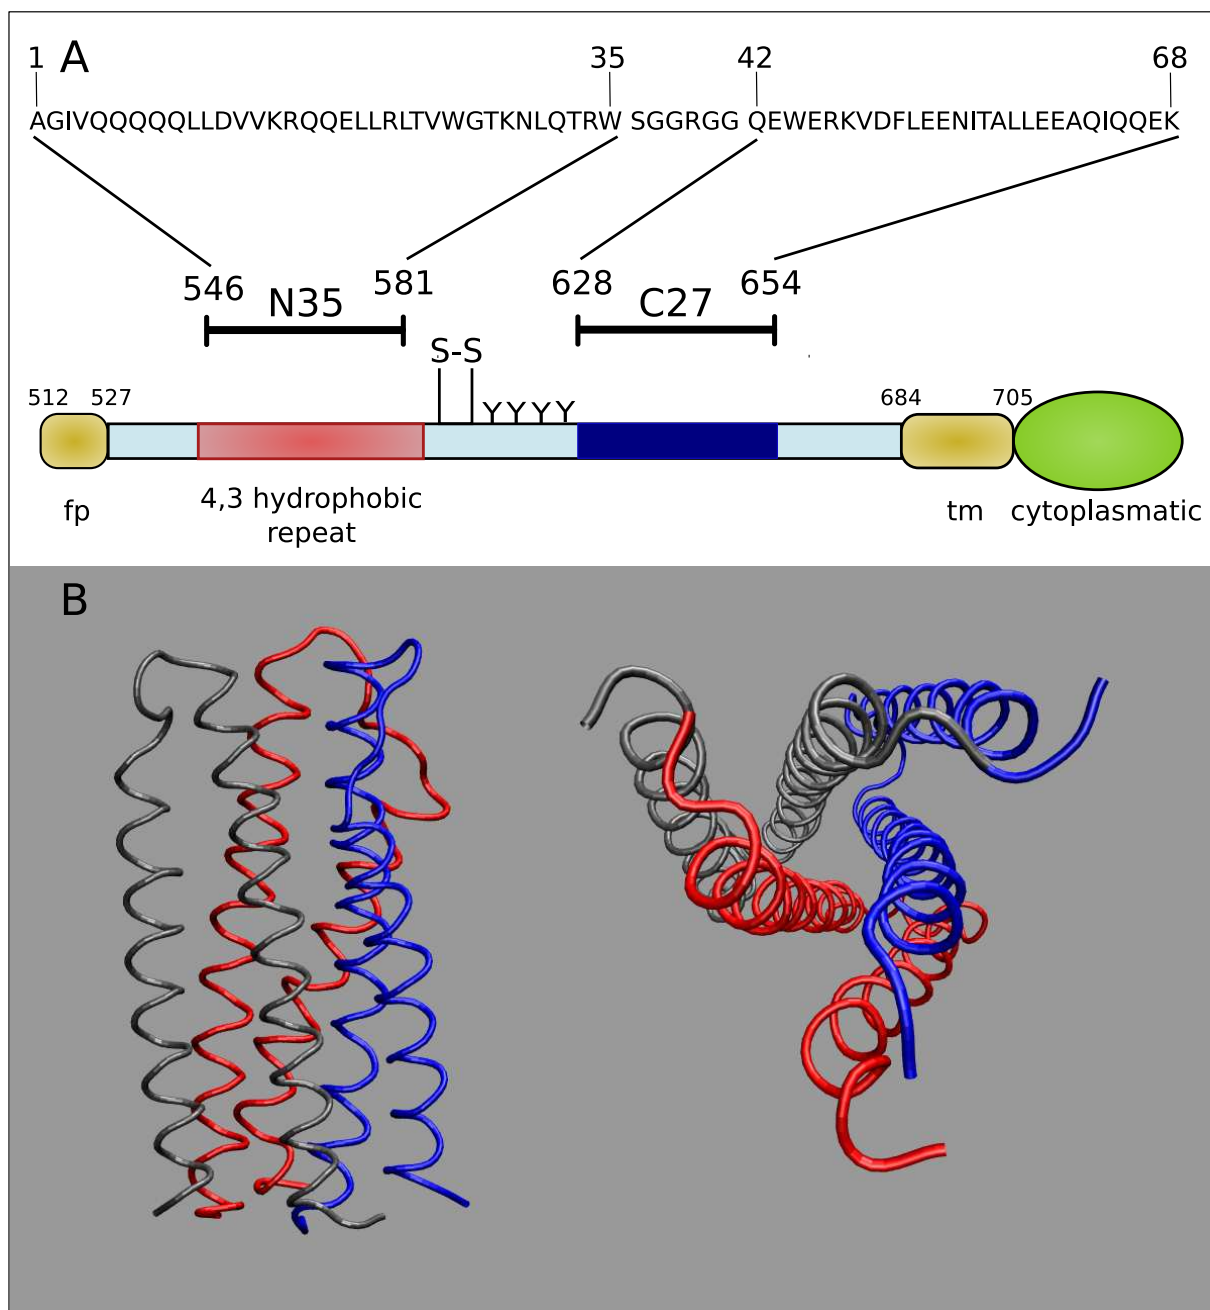 A
1 35 42 68
AGIVQQQQQLLDVVKRQQELLRLTVWGTKNLQTRW SGGRGG QEWERKVDFLEENITALLEEAQIQQEK
546 581 628 654
N35 C27
S-S
512 527 Y Y Y Y 684 705
fp 4,3 hydrophobic tm cytoplasmatic
repeat
B